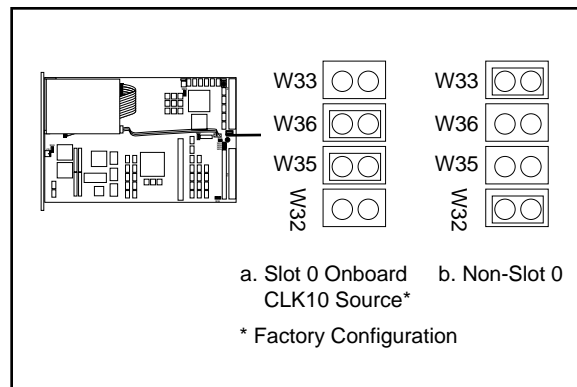 W33
W36
W35
W32
a. Slot 0 Onboard
CLK10 Source*
W33
W36
W35
W32
b. Non-Slot 0
* Factory Configuration